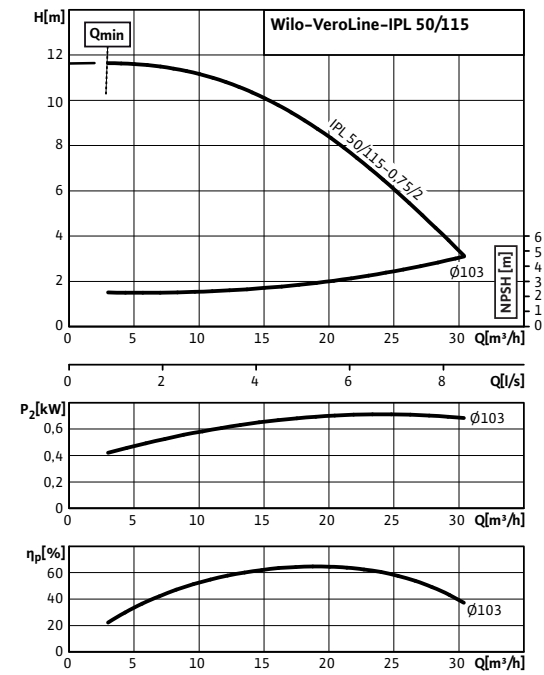 H[m]
Wilo-VeroLine-IPL 50/115
Qmin
12
10
8
6
4
2
0
IPL 50/115-0,75/2
Ø103
NPSH [m]
6
5
4
3
2
1
0
0 5 10 15 20 25 30 Q[m³/h]
0 2 4 6 8 Q[l/s]
P₂[kW]
0,6
0,4
0,2
0
Ø103
0 5 10 15 20 25 30 Q[m³/h]
ηp[%]
60
40
20
0
Ø103
0 5 10 15 20 25 30 Q[m³/h]